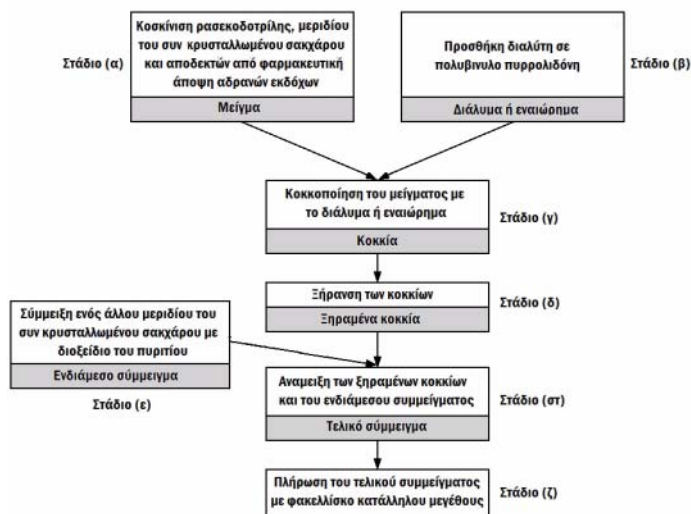 Κοσκίνιση ρασεκοδοτρίλης, μεριδίου
του συν κρυσταλλωμένου σακχάρου
και αποδεκτών από φαρμακευτική
άποψη αδρανών εκδόχων
Μείγμα
Στάδιο (α)
Προσθήκη διαλύτη σε
πολυβινυλο πυρρολιδόνη
Διάλυμα ή εναιώρημα
Στάδιο (β)
Κοκκοποίηση του μείγματος με
το διάλυμα ή εναιώρημα
Κοκκία
Στάδιο (γ)
Ξήρανση των κοκκίων
Ξηραμένα κοκκία
Στάδιο (δ)
Σύμμειξη ενός άλλου μεριδίου του
συν κρυσταλλωμένου σακχάρου με
διοξείδιο του πυριτίου
Ενδιάμεσο σύμμειγμα
Στάδιο (ε)
Αναμειξη των ξηραμένων κοκκίων
και του ενδιάμεσου συμμείγματος
Τελικό σύμμειγμα
Στάδιο (στ)
Πλήρωση του τελικού συμμείγματος
με φακελλίσκο κατάλληλου μεγέθους
Στάδιο (ζ)